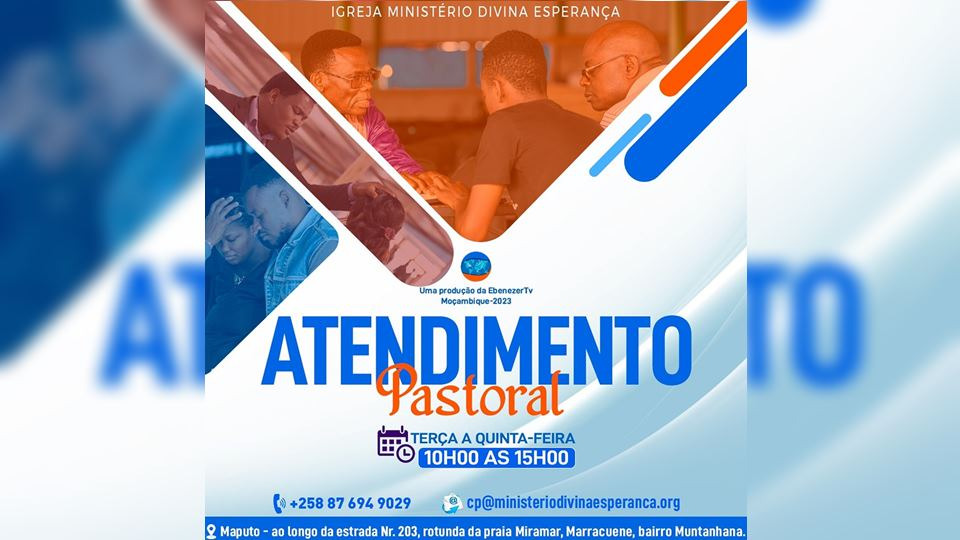 IGREJA MINISTÉRIO DIVINA ESPERANÇA
Uma produção da EbenezerTv
Moçambique-2023
ATENDIMENTO
Pastoral
TERÇA A QUINTA-FEIRA
10H00 AS 15H00
+258 87 694 9029
cp@ministeriodivinaesperanca.org
Maputo - ao longo da estrada Nr. 203, rotunda da praia Miramar, Marracuene, bairro Muntanhana.